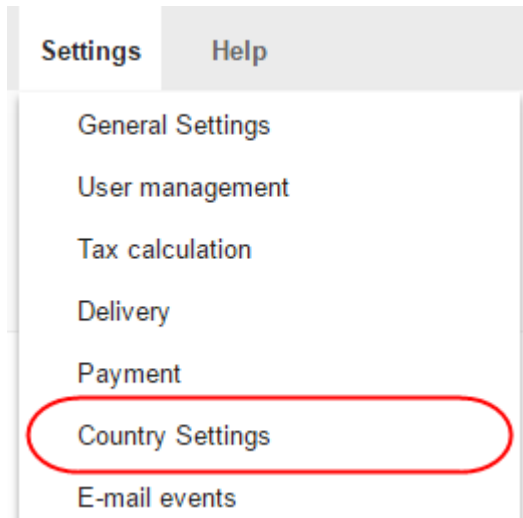 Settings Help
General Settings
User management
Tax calculation
Delivery
Payment
Country Settings
E-mail events